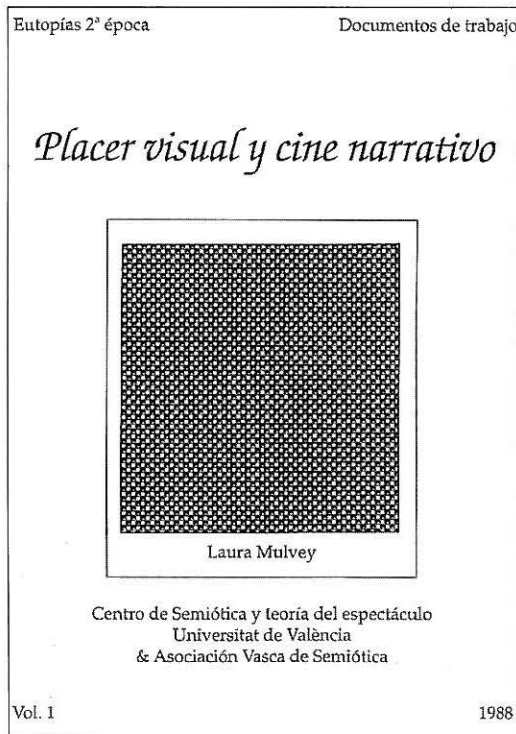 Eutopías 2ª época
Documentos de trabajo
Placer visual y cine narrativo
Laura Mulvey
Centro de Semiótica y teoría del espectáculo
Universitat de València
& Asociación Vasca de Semiótica
Vol. 1
1988